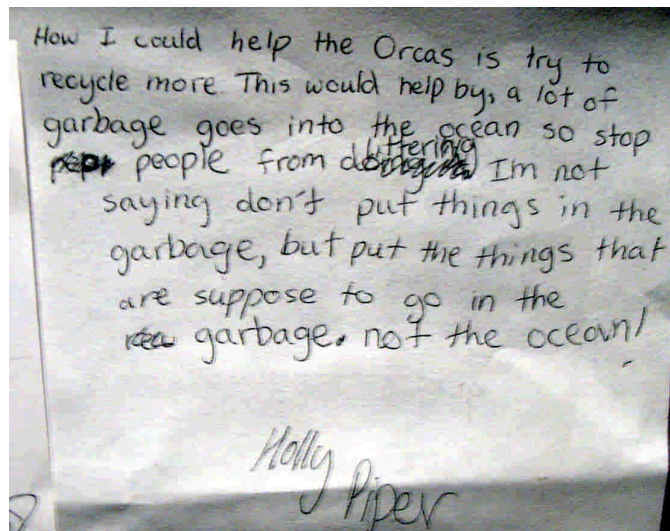 How I could help the Orcas is try to
recycle more. This would help by, a lot of
garbage goes into the ocean so stop
people from littering I'm not
saying don't put things in the
garbage, but put the things that
are suppose to go in the
garbage. not the ocean!
Holly
Piper